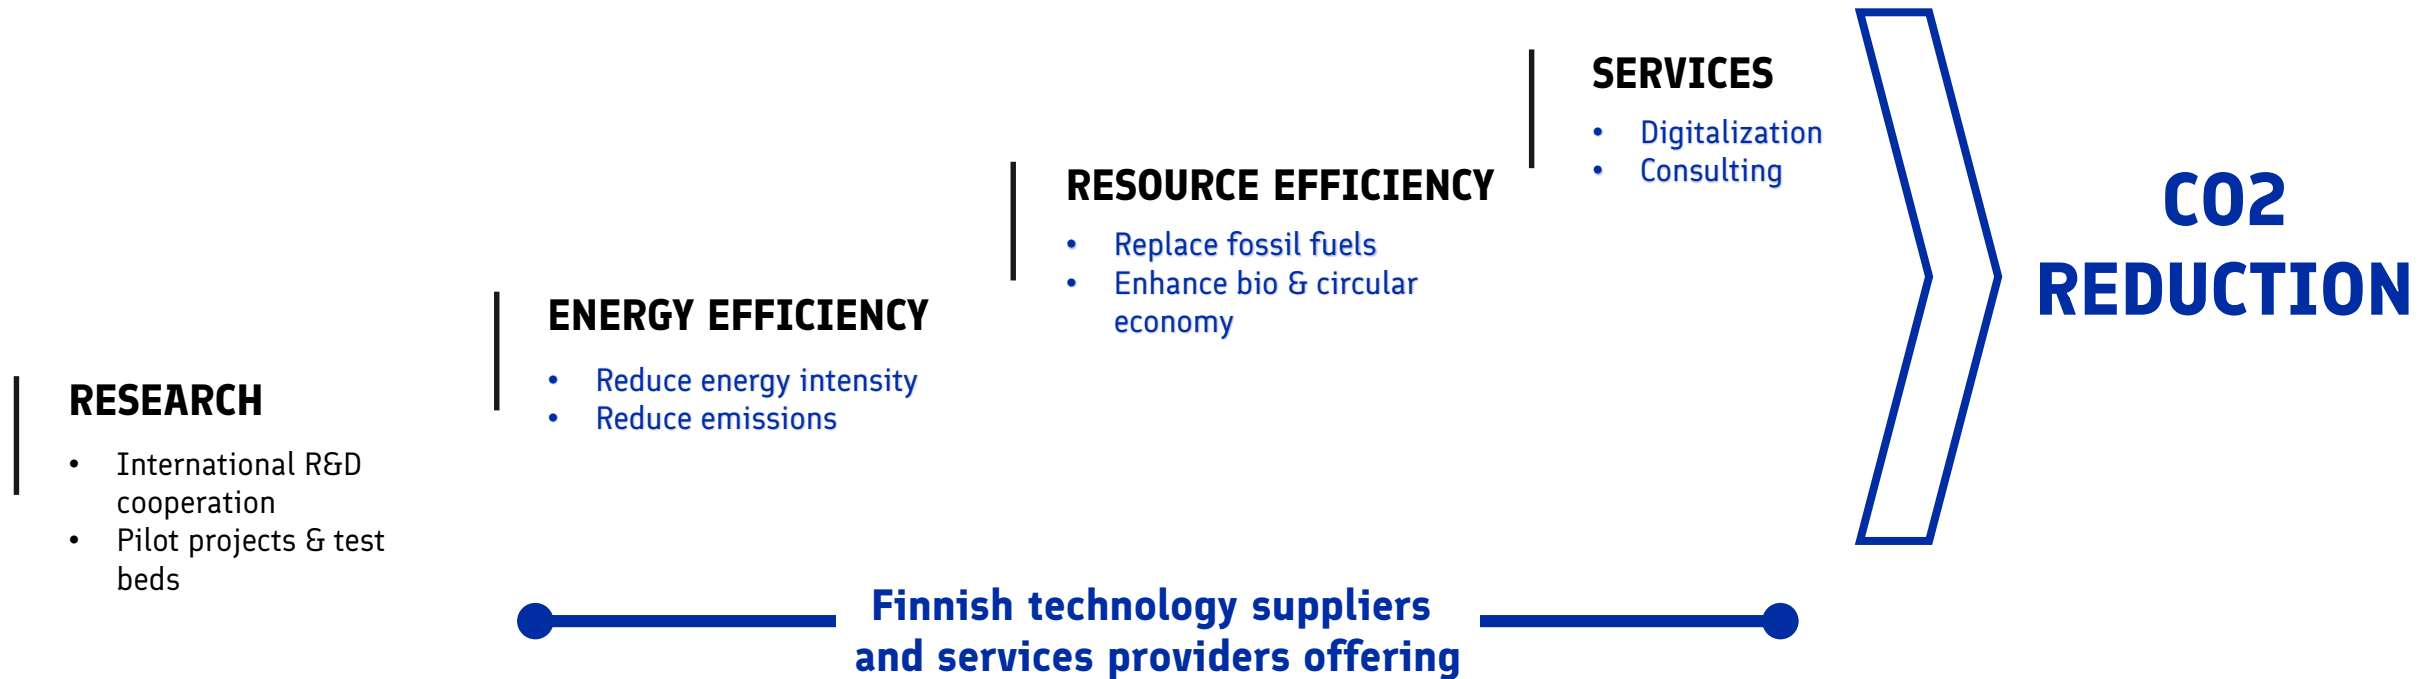 RESEARCH
• International R&D
cooperation
• Pilot projects & test
beds
ENERGY EFFICIENCY
• Reduce energy intensity
• Reduce emissions
RESOURCE EFFICIENCY
• Replace fossil fuels
• Enhance bio & circular
economy
SERVICES
• Digitalization
• Consulting
CO2
REDUCTION
Finnish technology suppliers
and services providers offering